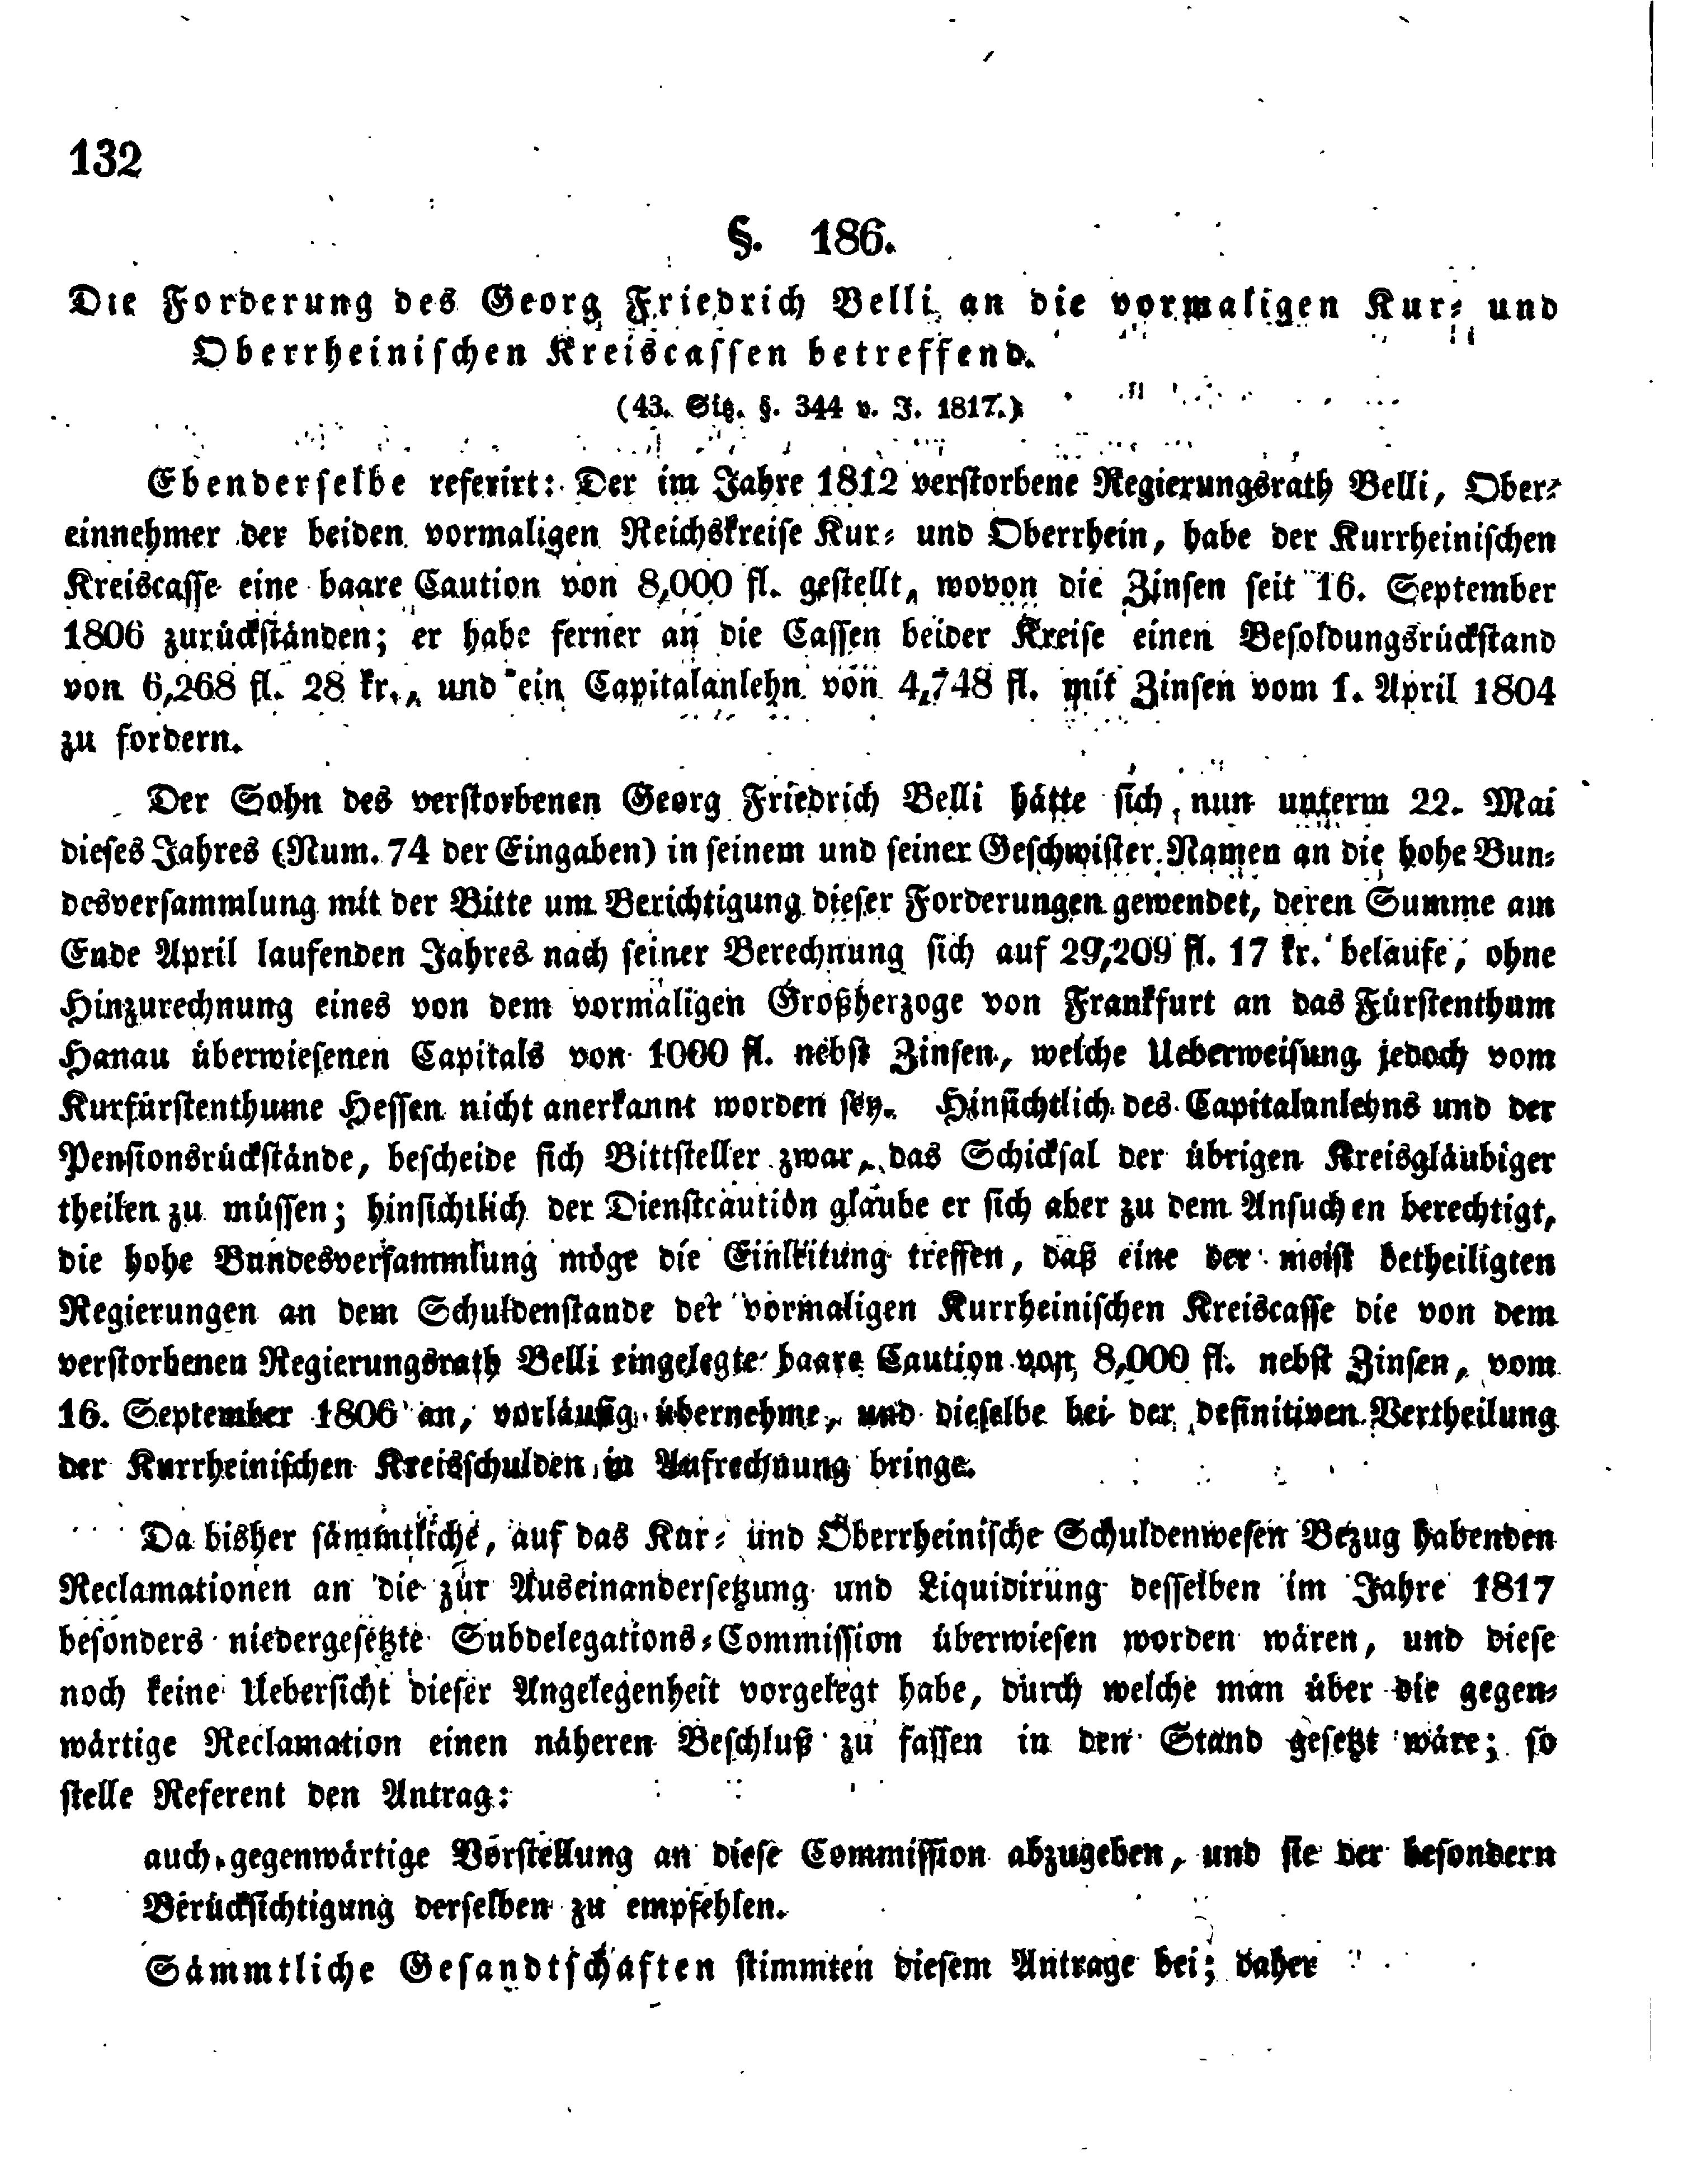 132
§. 186.
Die Forderung des Georg Friedrich Belli an die vormaligen Kur- und
Oberrheinischen Kreiscassen betreffend.
(43. Sitz. §. 344 v. J. 1817.)
Ebenderselbe referirt: Der im Jahre 1812 verstorbene Regierungsrath Belli, Ober-
einnehmer der beiden vormaligen Reichskreise Kur- und Oberrhein, habe der Kurrheinischen
Kreiscasse eine baare Caution von 8,000 fl. gestellt, wovon die Zinsen seit 16. September
1806 zurückständen; er habe ferner an die Cassen beider Kreise einen Besoldungsrückstand
von 6,268 fl. 28 kr., und ein Capitalanlehn von 4,748 fl. mit Zinsen vom 1. April 1804
zu fordern.
Der Sohn des verstorbenen Georg Friedrich Belli hätte sich nun unterm 22. Mai
dieses Jahres (Num. 74 der Eingaben) in seinem und seiner Geschwister Namen an die hohe Bun-
desversammlung mit der Bitte um Berichtigung dieser Forderungen gewendet, deren Summe am
Ende April laufenden Jahres nach seiner Berechnung sich auf 29,209 fl. 17 kr. belaufe, ohne
Hinzurechnung eines von dem vormaligen Großherzoge von Frankfurt an das Fürstenthum
Hanau überwiesenen Capitals von 1000 fl. nebst Zinsen, welche Ueberweisung jedoch vom
Kurfürstenthume Hessen nicht anerkannt worden sey. Hinsichtlich des Capitalanlehns und der
Pensionsrückstände, bescheide sich Bittsteller zwar, das Schicksal der übrigen Kreisgläubiger
theilen zu müssen; hinsichtlich der Dienstcaution glaube er sich aber zu dem Ansuchen berechtigt,
die hohe Bundesversammlung möge die Einleitung treffen, daß eine der meist betheiligten
Regierungen an dem Schuldenstande der vormaligen Kurrheinischen Kreiscasse die von dem
verstorbenen Regierungsrath Belli eingelegte baare Caution von 8,000 fl. nebst Zinsen, vom
16. September 1806 an, vorläufig übernehme, und dieselbe bei der definitiven Vertheilung
der Kurrheinischen Kreisschulden in Aufrechnung bringe.
Da bisher sämmtliche, auf das Kur- und Oberrheinische Schuldenwesen Bezug habenden
Reclamationen an die zur Auseinandersetzung und Liquidirung desselben im Jahre 1817
besonders niedergesetzte Subdelegations-Commission überwiesen worden wären, und diese
noch keine Uebersicht dieser Angelegenheit vorgelegt habe, durch welche man über die gegen-
wärtige Reclamation einen näheren Beschluß zu fassen in den Stand gesetzt wäre; so
stelle Referent den Antrag:
auch gegenwärtige Vorstellung an diese Commission abzugeben, und sie der besondern
Berücksichtigung derselben zu empfehlen.
Sämmtliche Gesandtschaften stimmten diesem Antrage bei; daher